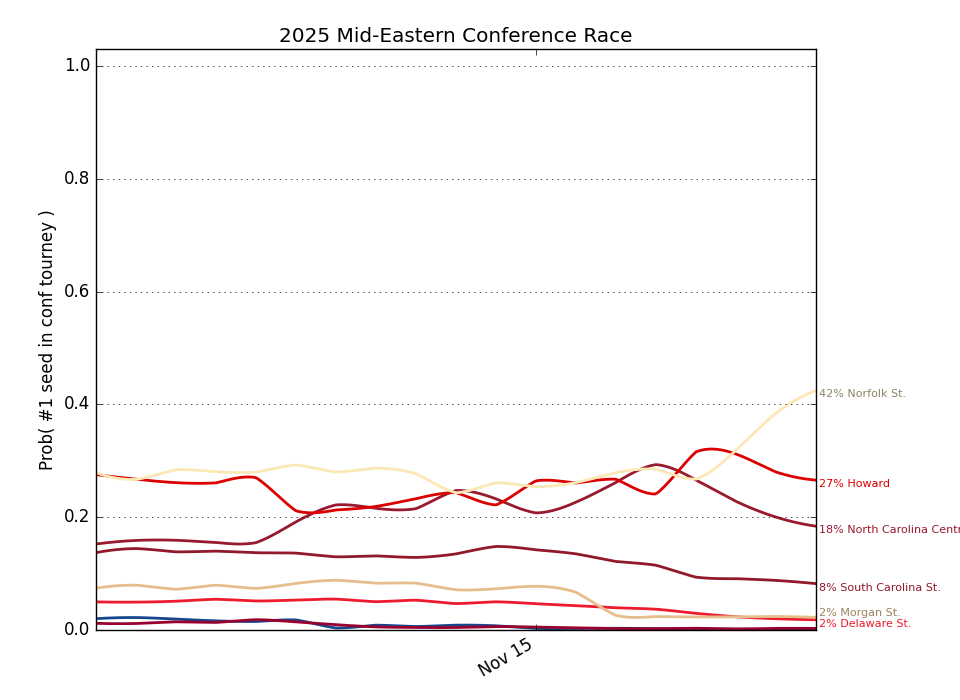 2025 Mid-Eastern Conference Race
Prob( #1 seed in conf tourney )
1.0
0.8
0.6
0.4
0.2
0.0
Nov 15
42% Norfolk St.
27% Howard
18% North Carolina Centr
8% South Carolina St.
2% Morgan St.
2% Delaware St.